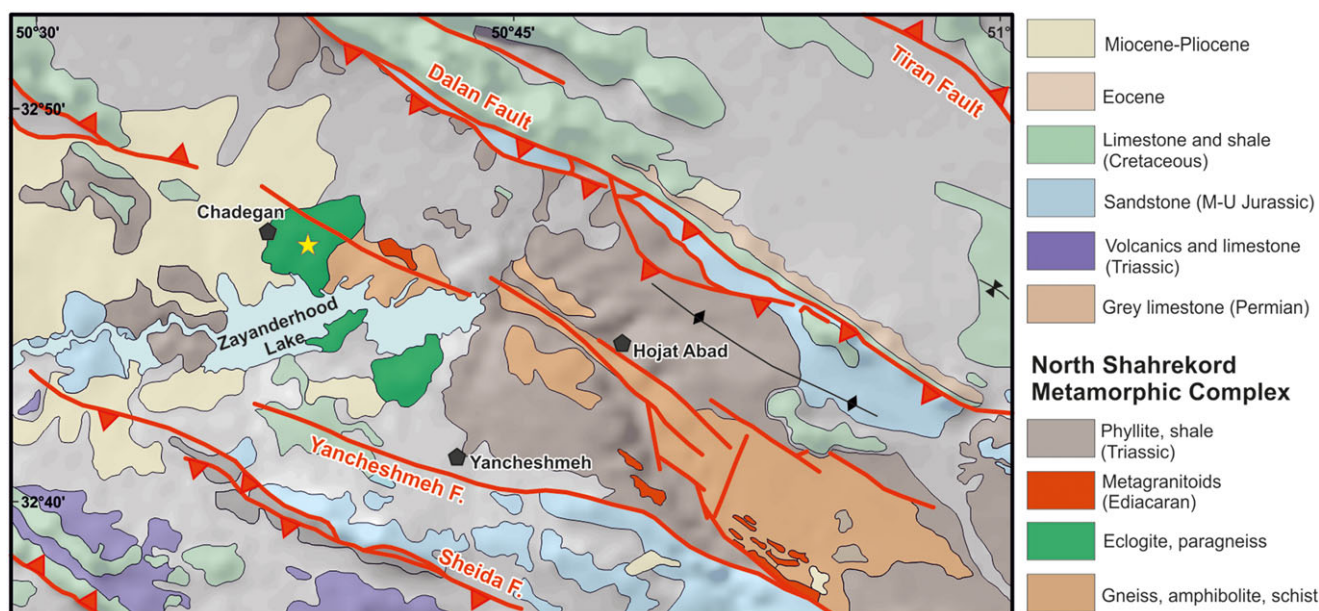 50°30'
50°45'
51°
32°50'
32°40'
Dalan Fault
Tiran Fault
Chadegan
Zayanderhood
Lake
Hojat Abad
Yancheshmeh
Yancheshmeh F.
Sheida F.
Miocene-Pliocene
Eocene
Limestone and shale
(Cretaceous)
Sandstone (M-U Jurassic)
Volcanics and limestone
(Triassic)
Grey limestone (Permian)
North Shahrekord
Metamorphic Complex
Phyllite, shale
(Triassic)
Metagranitoids
(Ediacaran)
Eclogite, paragneiss
Gneiss, amphibolite, schist